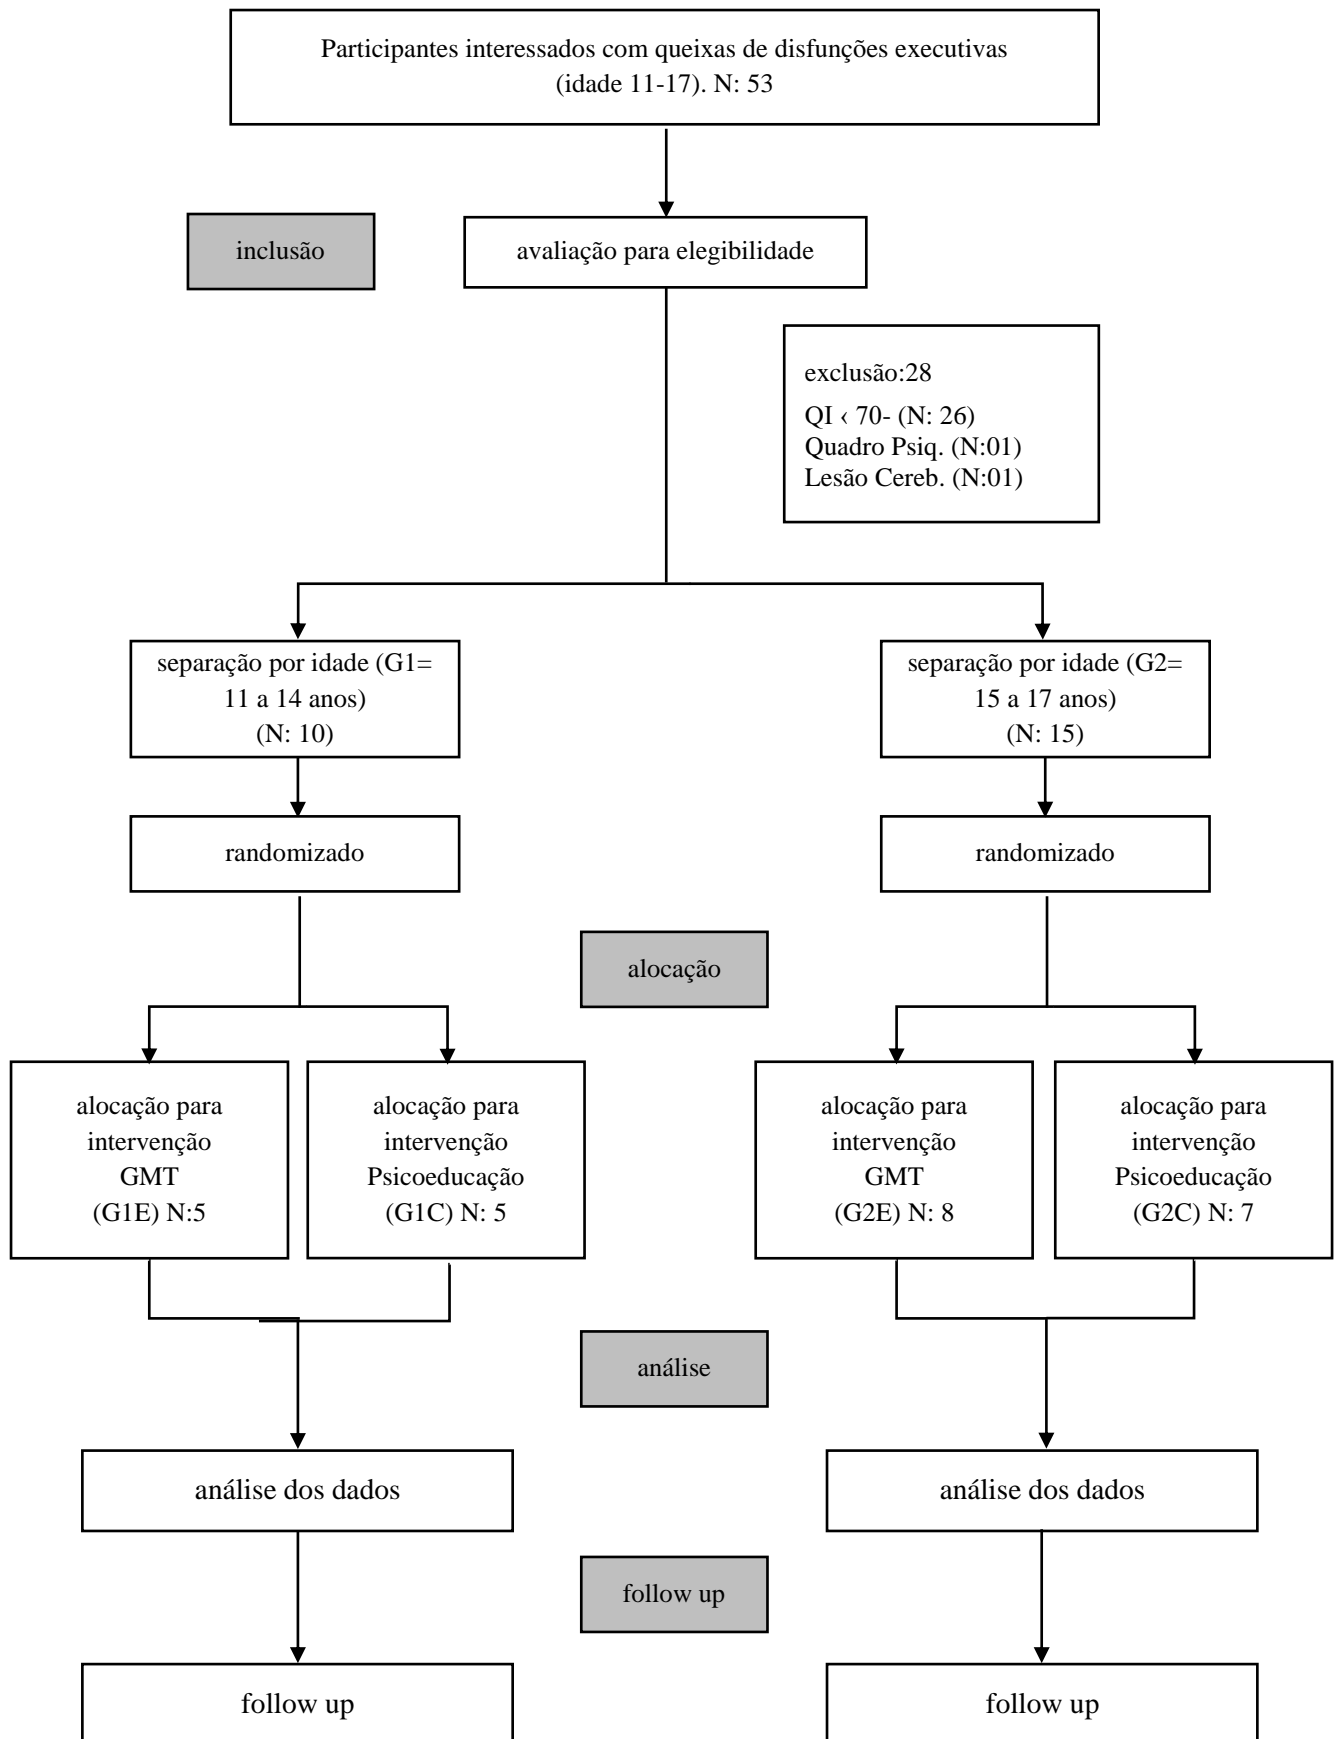 Participantes interessados com queixas de disfunções executivas
(idade 11-17). N: 53
inclusão
avaliação para elegibilidade
exclusão:28
QI ‹ 70- (N: 26)
Quadro Psiq. (N:01)
Lesão Cereb. (N:01)
separação por idade (G1=
11 a 14 anos)
(N: 10)
separação por idade (G2=
15 a 17 anos)
(N: 15)
randomizado
randomizado
alocação
alocação para
intervenção
GMT
(G1E) N:5
alocação para
intervenção
Psicoeducação
(G1C) N: 5
alocação para
intervenção
GMT
(G2E) N: 8
alocação para
intervenção
Psicoeducação
(G2C) N: 7
análise
análise dos dados
análise dos dados
follow up
follow up
follow up